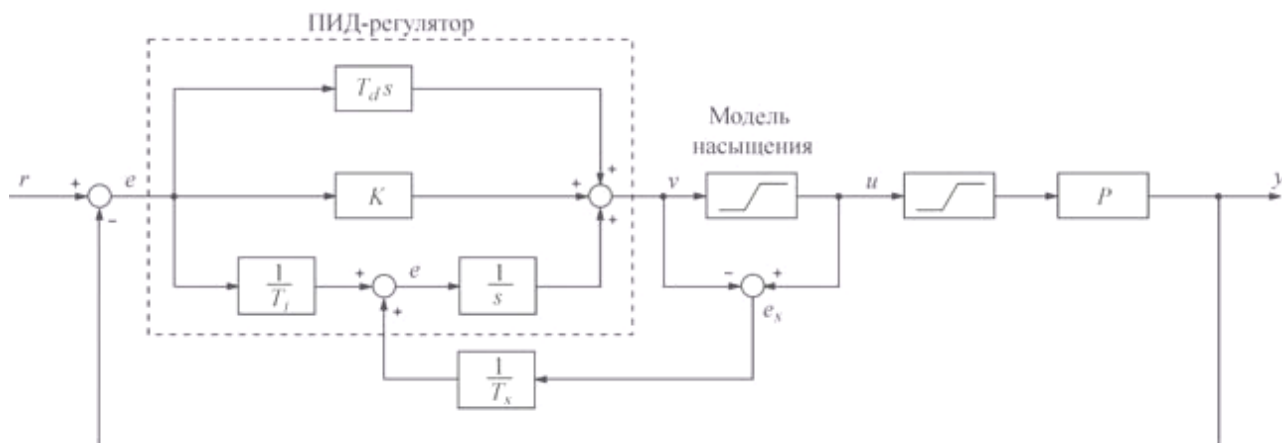 ПИД-регулятор
T_d s
Модель
насыщения
r
+
e
-
K
+
+
+
v
u
P
y
1
T_i
+
e
+
1
s
-
+
e_s
1
T_s